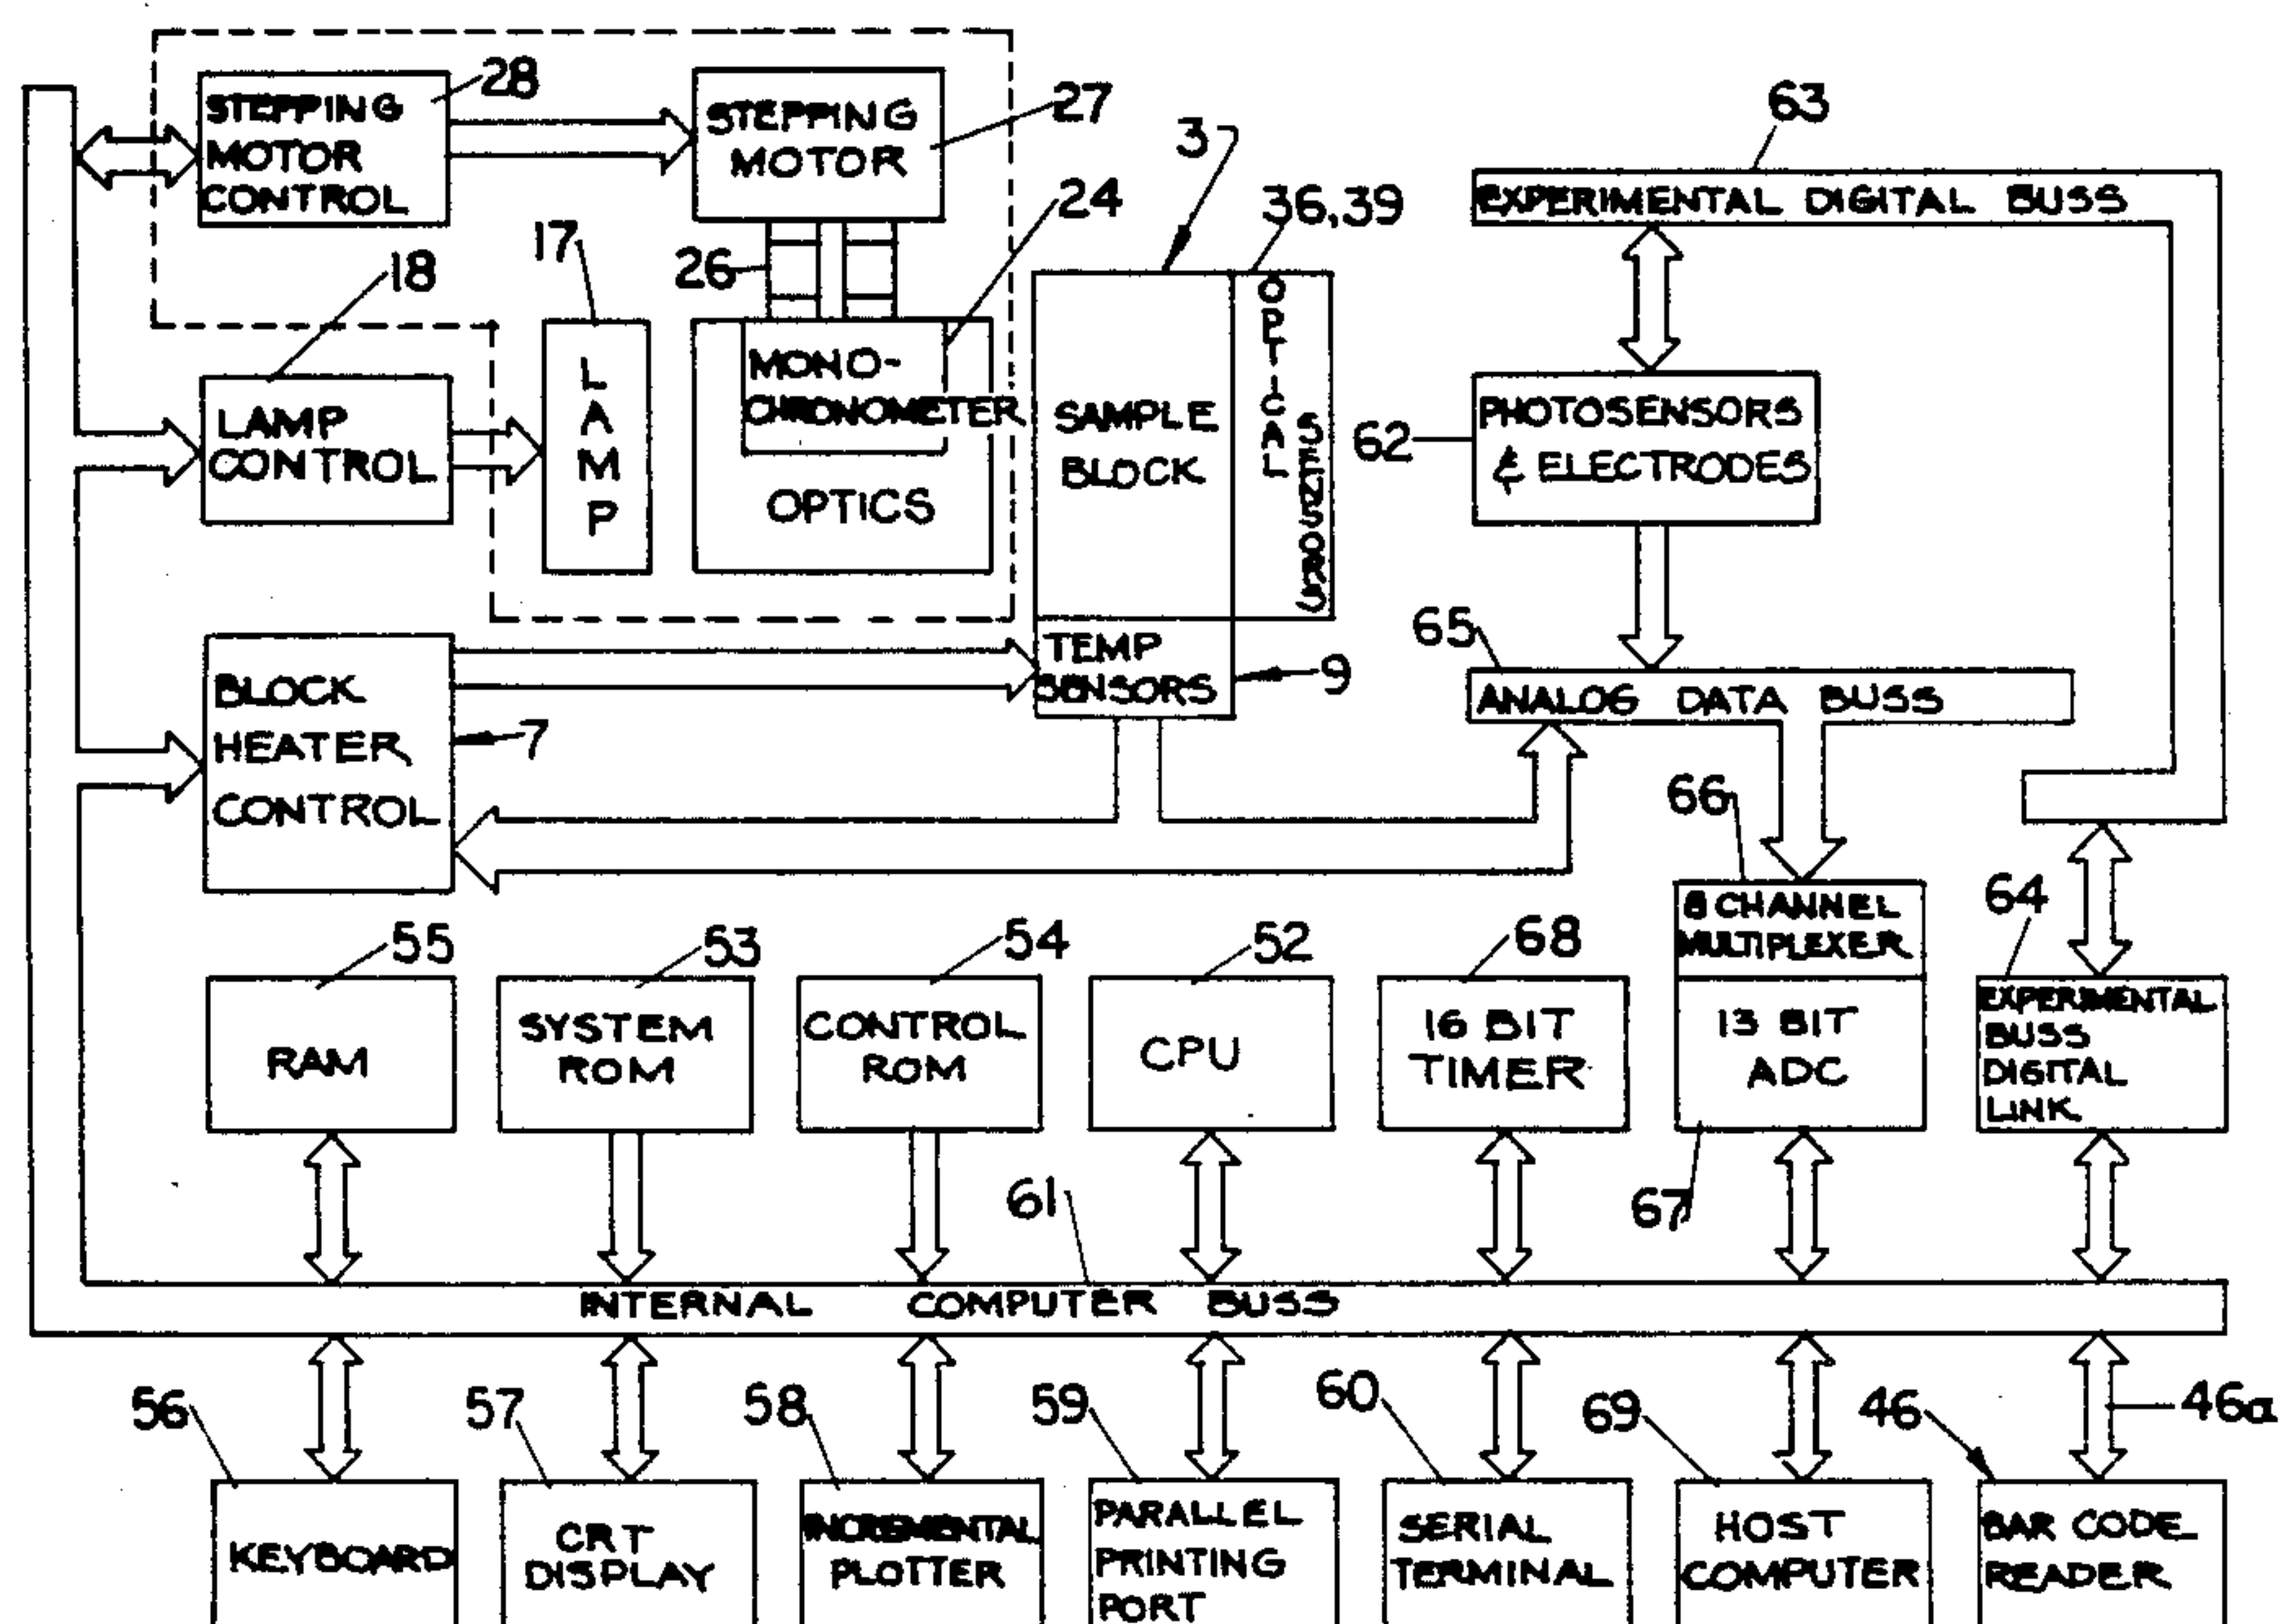 28
STEPPING
MOTOR
CONTROL
STEPPING
MOTOR
27
3
63
24
36,39
EXPERIMENTAL DIGITAL BUSS
18
17
26
LAMP
CONTROL
LAMP
MONO-
CHRONOMETER
OPTICS
SAMPLE
BLOCK
OPTICAL
SENSORS
62
PHOTOSENSORS
& ELECTRODES
TEMP
SENSORS
9
65
ANALOG DATA BUSS
BLOCK
HEATER
CONTROL
7
66
8 CHANNEL
MULTIPLEXER
64
55
53
54
52
68
RAM
SYSTEM
ROM
CONTROL
ROM
CPU
16 BIT
TIMER
13 BIT
ADC
67
EXPERIMENTAL
BUSS
DIGITAL
LINK
61
INTERNAL COMPUTER BUSS
56
57
58
59
60
69
46
46a
KEYBOARD
CRT
DISPLAY
INCREMENTAL
PLOTTER
PARALLEL
PRINTING
PORT
SERIAL
TERMINAL
HOST
COMPUTER
BAR CODE
READER